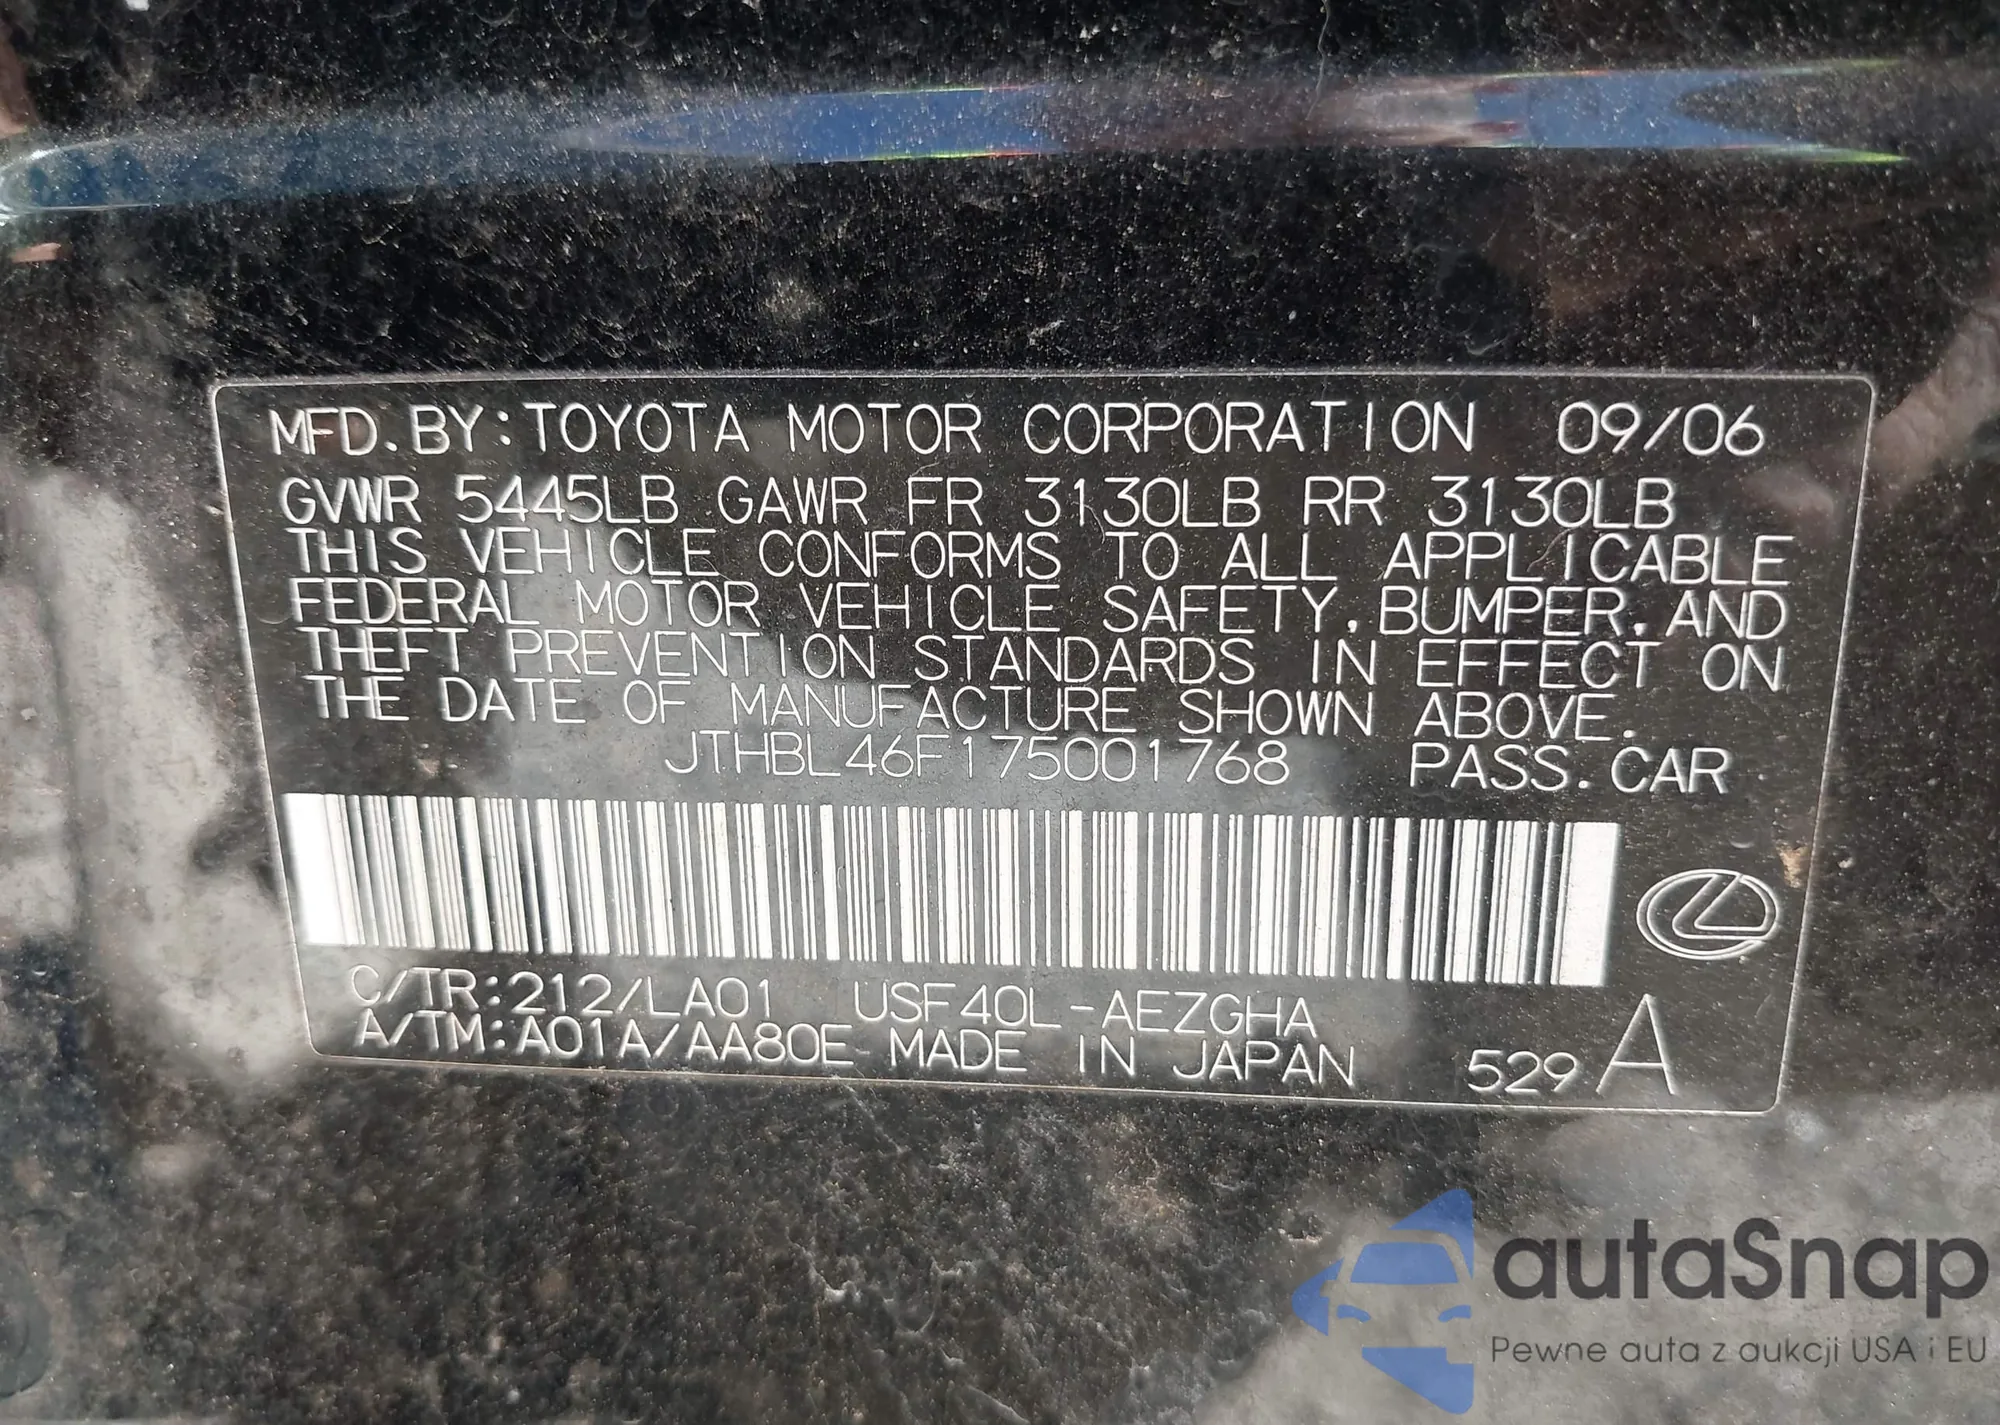 MFD. BY: TOYOTA MOTOR CORPORATION 09/06
GVWR 5445LB GAWR FR 3130LB RR 3130LB
THIS VEHICLE CONFORMS TO ALL APPLICABLE
FEDERAL MOTOR VEHICLE SAFETY, BUMPER, AND
THEFT PREVENTION STANDARDS IN EFFECT ON
THE DATE OF MANUFACTURE SHOWN ABOVE.
JTHBL46F175001768 PASS. CAR
C/TR: 212/LA01 USF40L-AEZGHA
A/TM: A01A/AA80E MADE IN JAPAN 529 A
autaSnap
Pewne auta z aukcji USA i EU